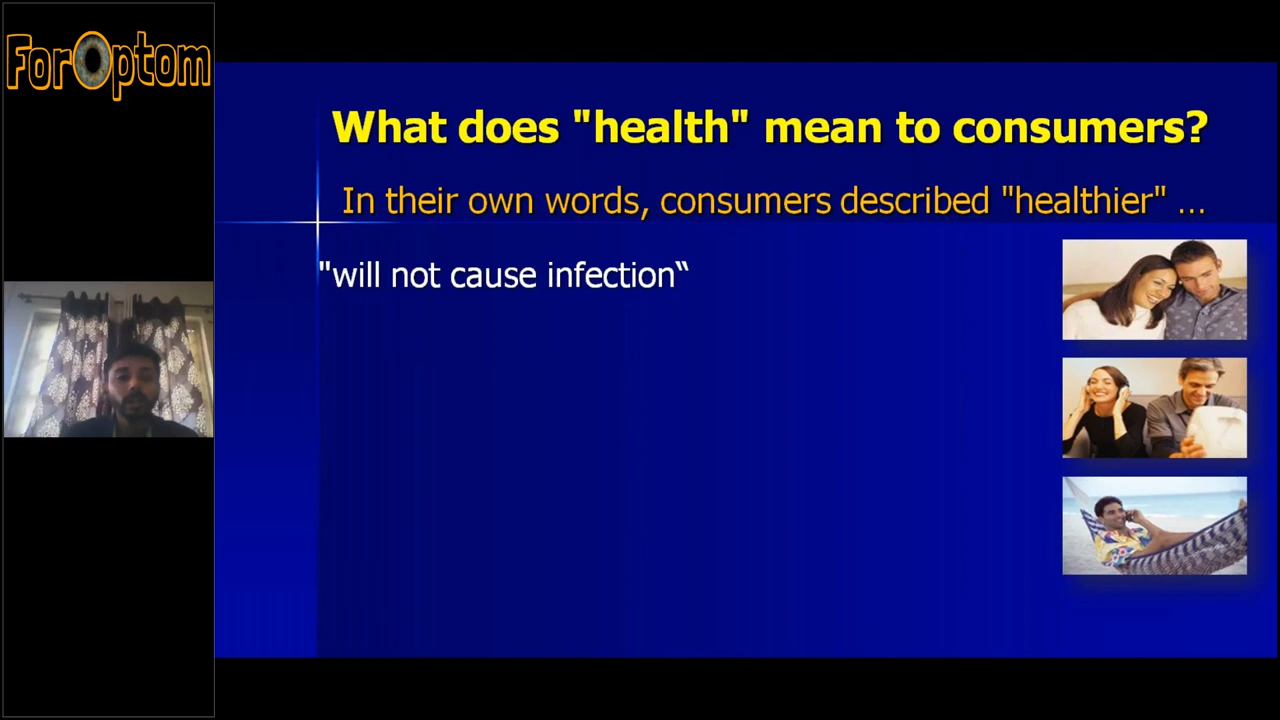 ForOptom
What does "health" mean to consumers?
In their own words, consumers described "healthier" ...
"will not cause infection“